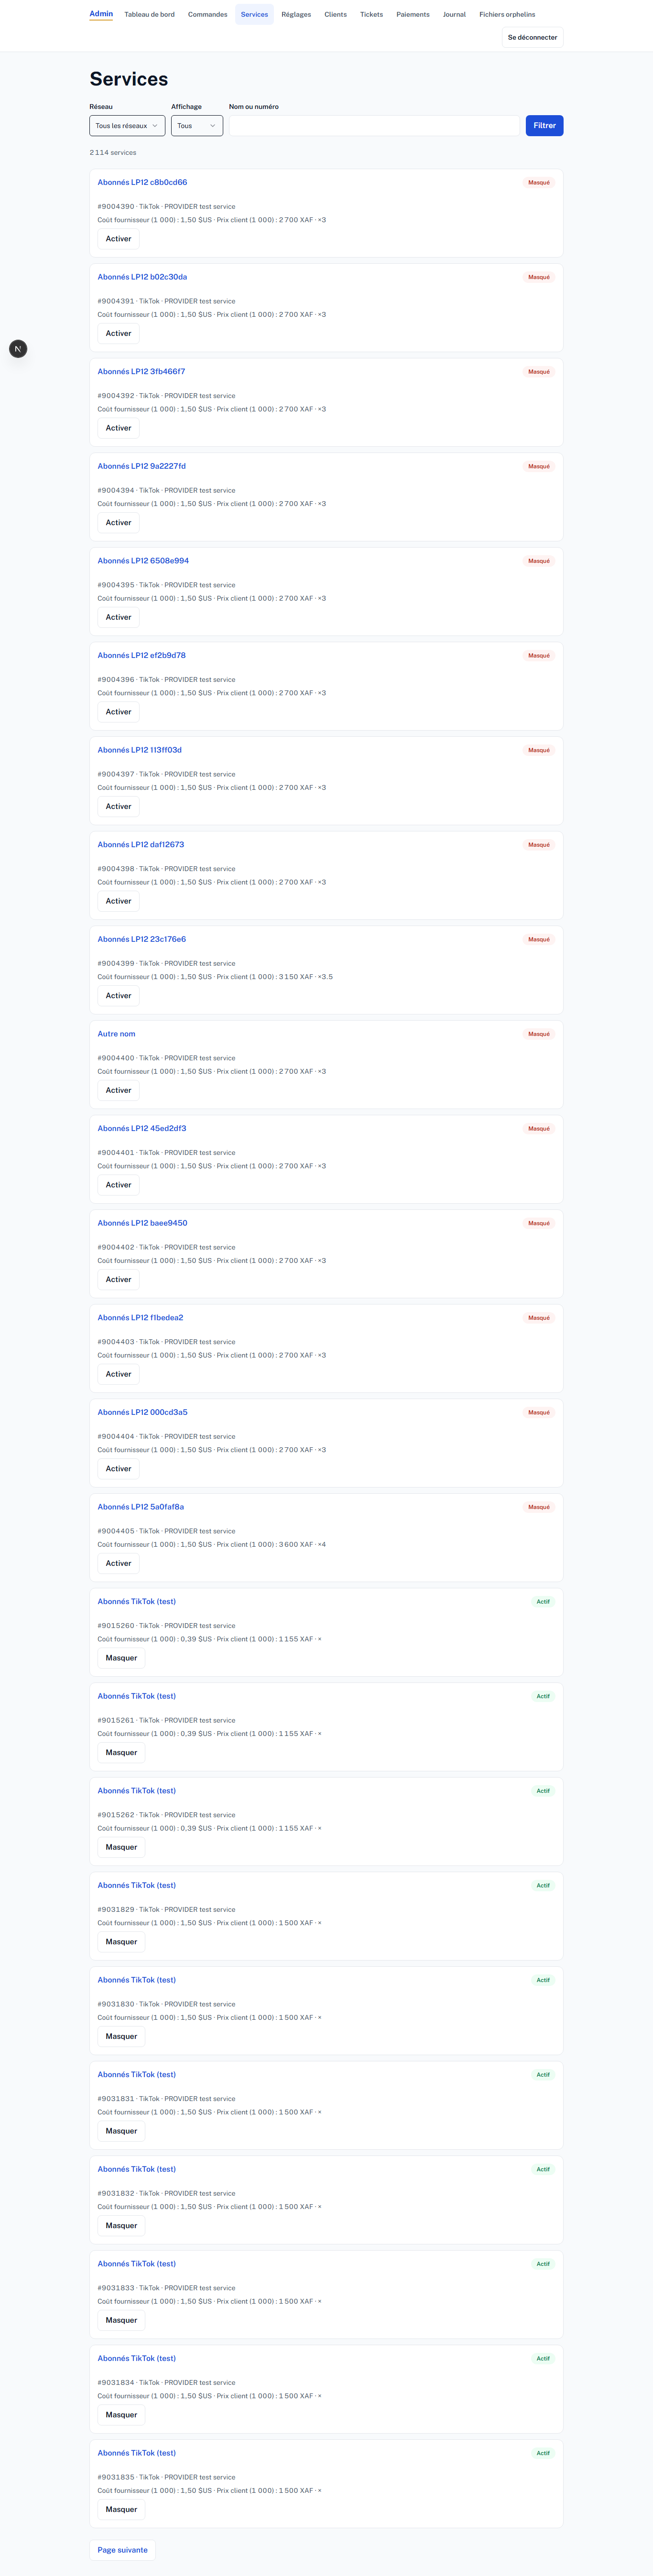 Admin Tableau de bord Commandes Services Réglages Clients Tickets Paiements Journal Fichiers orphelins
Se déconnecter
Services
Réseau Affichage Nom ou numéro
Tous les réseaux Tous Filtrer
2 114 services
Abonnés LP12 c8b0cd66 Masqué
#9004390 · TikTok · PROVIDER test service
Coût fournisseur (1 000) : 1,50 $US · Prix client (1 000) : 2 700 XAF · ×3
Activer
Abonnés LP12 b02c30da Masqué
#9004391 · TikTok · PROVIDER test service
Coût fournisseur (1 000) : 1,50 $US · Prix client (1 000) : 2 700 XAF · ×3
Activer
N
Abonnés LP12 3fb466f7 Masqué
#9004392 · TikTok · PROVIDER test service
Coût fournisseur (1 000) : 1,50 $US · Prix client (1 000) : 2 700 XAF · ×3
Activer
Abonnés LP12 9a2227fd Masqué
#9004394 · TikTok · PROVIDER test service
Coût fournisseur (1 000) : 1,50 $US · Prix client (1 000) : 2 700 XAF · ×3
Activer
Abonnés LP12 6508e994 Masqué
#9004395 · TikTok · PROVIDER test service
Coût fournisseur (1 000) : 1,50 $US · Prix client (1 000) : 2 700 XAF · ×3
Activer
Abonnés LP12 ef2b9d78 Masqué
#9004396 · TikTok · PROVIDER test service
Coût fournisseur (1 000) : 1,50 $US · Prix client (1 000) : 2 700 XAF · ×3
Activer
Abonnés LP12 113ff03d Masqué
#9004397 · TikTok · PROVIDER test service
Coût fournisseur (1 000) : 1,50 $US · Prix client (1 000) : 2 700 XAF · ×3
Activer
Abonnés LP12 daf12673 Masqué
#9004398 · TikTok · PROVIDER test service
Coût fournisseur (1 000) : 1,50 $US · Prix client (1 000) : 2 700 XAF · ×3
Activer
Abonnés LP12 23c176e6 Masqué
#9004399 · TikTok · PROVIDER test service
Coût fournisseur (1 000) : 1,50 $US · Prix client (1 000) : 3 150 XAF · ×3.5
Activer
Autre nom Masqué
#9004400 · TikTok · PROVIDER test service
Coût fournisseur (1 000) : 1,50 $US · Prix client (1 000) : 2 700 XAF · ×3
Activer
Abonnés LP12 45ed2df3 Masqué
#9004401 · TikTok · PROVIDER test service
Coût fournisseur (1 000) : 1,50 $US · Prix client (1 000) : 2 700 XAF · ×3
Activer
Abonnés LP12 baee9450 Masqué
#9004402 · TikTok · PROVIDER test service
Coût fournisseur (1 000) : 1,50 $US · Prix client (1 000) : 2 700 XAF · ×3
Activer
Abonnés LP12 f1bedea2 Masqué
#9004403 · TikTok · PROVIDER test service
Coût fournisseur (1 000) : 1,50 $US · Prix client (1 000) : 2 700 XAF · ×3
Activer
Abonnés LP12 000cd3a5 Masqué
#9004404 · TikTok · PROVIDER test service
Coût fournisseur (1 000) : 1,50 $US · Prix client (1 000) : 2 700 XAF · ×3
Activer
Abonnés LP12 5a0faf8a Masqué
#9004405 · TikTok · PROVIDER test service
Coût fournisseur (1 000) : 1,50 $US · Prix client (1 000) : 3 600 XAF · ×4
Activer
Abonnés TikTok (test) Actif
#9015260 · TikTok · PROVIDER test service
Coût fournisseur (1 000) : 0,39 $US · Prix client (1 000) : 1 155 XAF · ×
Masquer
Abonnés TikTok (test) Actif
#9015261 · TikTok · PROVIDER test service
Coût fournisseur (1 000) : 0,39 $US · Prix client (1 000) : 1 155 XAF · ×
Masquer
Abonnés TikTok (test) Actif
#9015262 · TikTok · PROVIDER test service
Coût fournisseur (1 000) : 0,39 $US · Prix client (1 000) : 1 155 XAF · ×
Masquer
Abonnés TikTok (test) Actif
#9031829 · TikTok · PROVIDER test service
Coût fournisseur (1 000) : 1,50 $US · Prix client (1 000) : 1 500 XAF · ×
Masquer
Abonnés TikTok (test) Actif
#9031830 · TikTok · PROVIDER test service
Coût fournisseur (1 000) : 1,50 $US · Prix client (1 000) : 1 500 XAF · ×
Masquer
Abonnés TikTok (test) Actif
#9031831 · TikTok · PROVIDER test service
Coût fournisseur (1 000) : 1,50 $US · Prix client (1 000) : 1 500 XAF · ×
Masquer
Abonnés TikTok (test) Actif
#9031832 · TikTok · PROVIDER test service
Coût fournisseur (1 000) : 1,50 $US · Prix client (1 000) : 1 500 XAF · ×
Masquer
Abonnés TikTok (test) Actif
#9031833 · TikTok · PROVIDER test service
Coût fournisseur (1 000) : 1,50 $US · Prix client (1 000) : 1 500 XAF · ×
Masquer
Abonnés TikTok (test) Actif
#9031834 · TikTok · PROVIDER test service
Coût fournisseur (1 000) : 1,50 $US · Prix client (1 000) : 1 500 XAF · ×
Masquer
Abonnés TikTok (test) Actif
#9031835 · TikTok · PROVIDER test service
Coût fournisseur (1 000) : 1,50 $US · Prix client (1 000) : 1 500 XAF · ×
Masquer
Page suivante